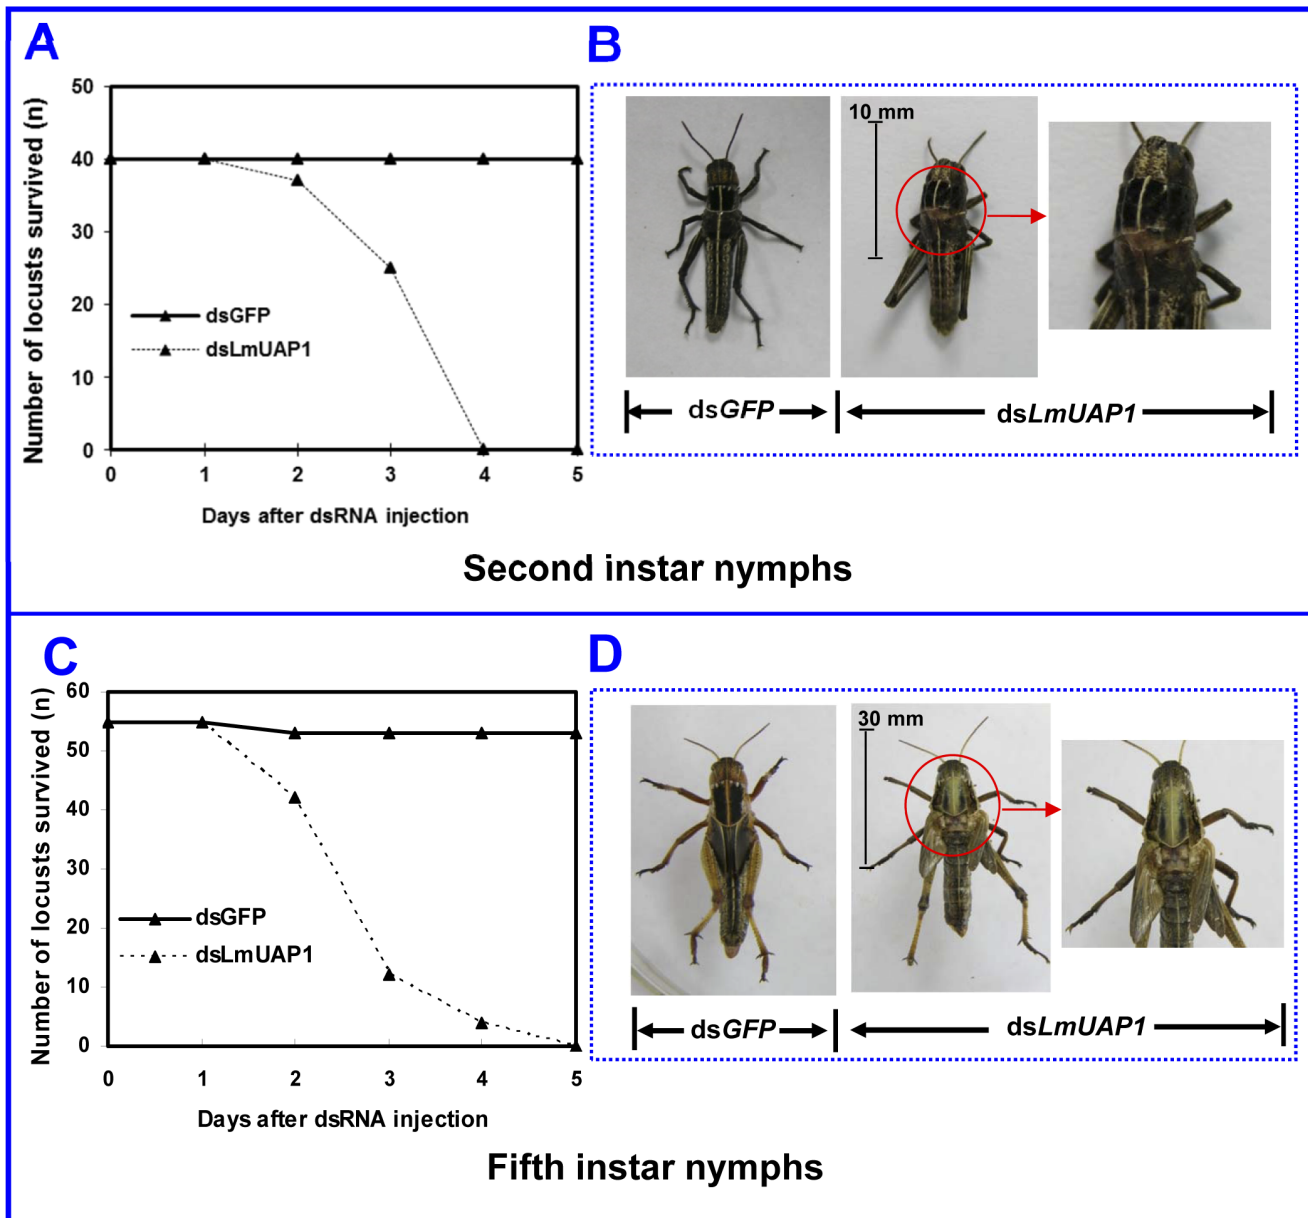 A
Number of locusts survived (n)
50
40
30
20
10
0
dsGFP
dsLmUAP1
0 1 2 3 4 5
Days after dsRNA injection
B
10 mm
dsGFP
dsLmUAP1
Second instar nymphs
C
Number of locusts survived (n)
60
50
40
30
20
10
0
dsGFP
dsLmUAP1
0 1 2 3 4 5
Days after dsRNA injection
D
30 mm
dsGFP
dsLmUAP1
Fifth instar nymphs